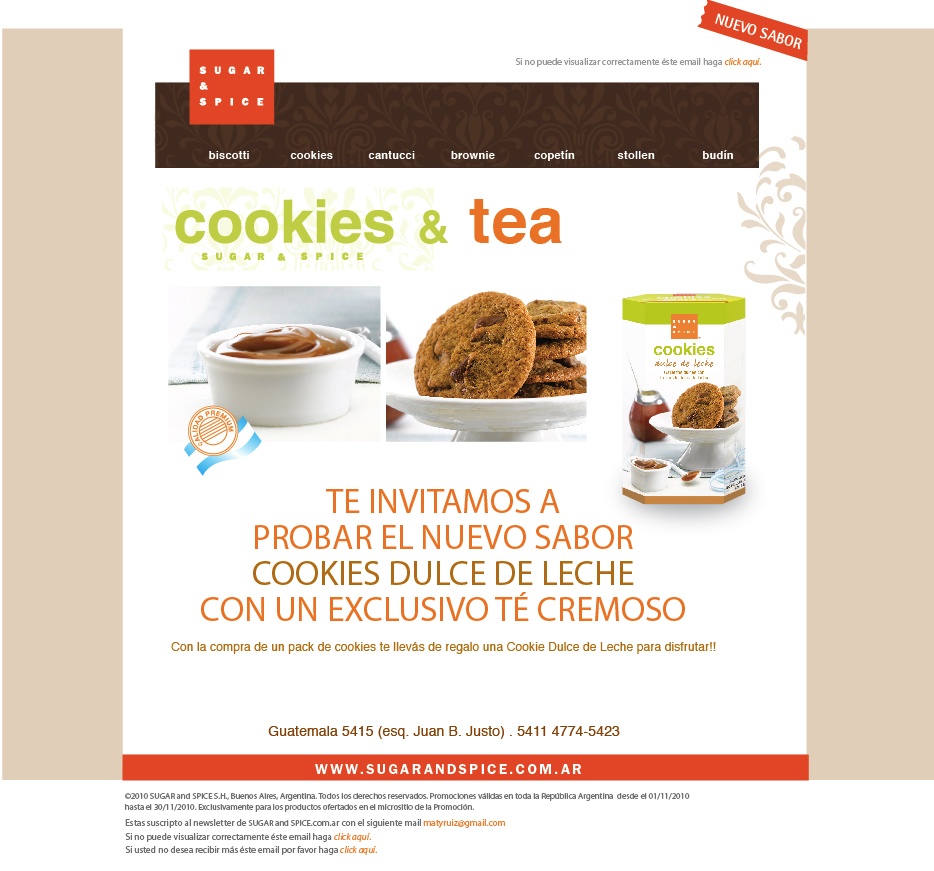 NUEVO SABOR
Si no puede visualizar correctamente éste email haga click aquí.
SUGAR
&
SPICE
biscotti cookies cantucci brownie copetín stollen budín
cookies & tea
SUGAR & SPICE
CALIDAD PREMIUM
cookies
dulce de leche
TE INVITAMOS A
PROBAR EL NUEVO SABOR
COOKIES DULCE DE LECHE
CON UN EXCLUSIVO TÉ CREMOSO
Con la compra de un pack de cookies te llevás de regalo una Cookie Dulce de Leche para disfrutar!!
Guatemala 5415 (esq. Juan B. Justo) . 5411 4774-5423
WWW.SUGARANDSPICE.COM.AR
©2010 SUGAR and SPICE S.H., Buenos Aires, Argentina. Todos los derechos reservados. Promociones válidas en toda la República Argentina desde el 01/11/2010
hasta el 30/11/2010. Exclusivamente para los productos ofertados en el micrositio de la Promoción.
Estas suscripto al newsletter de SUGAR and SPICE.com.ar con el siguiente mail matyruiz@gmail.com
Si no puede visualizar correctamente éste email haga click aquí.
Si usted no desea recibir más éste email por favor haga click aquí.